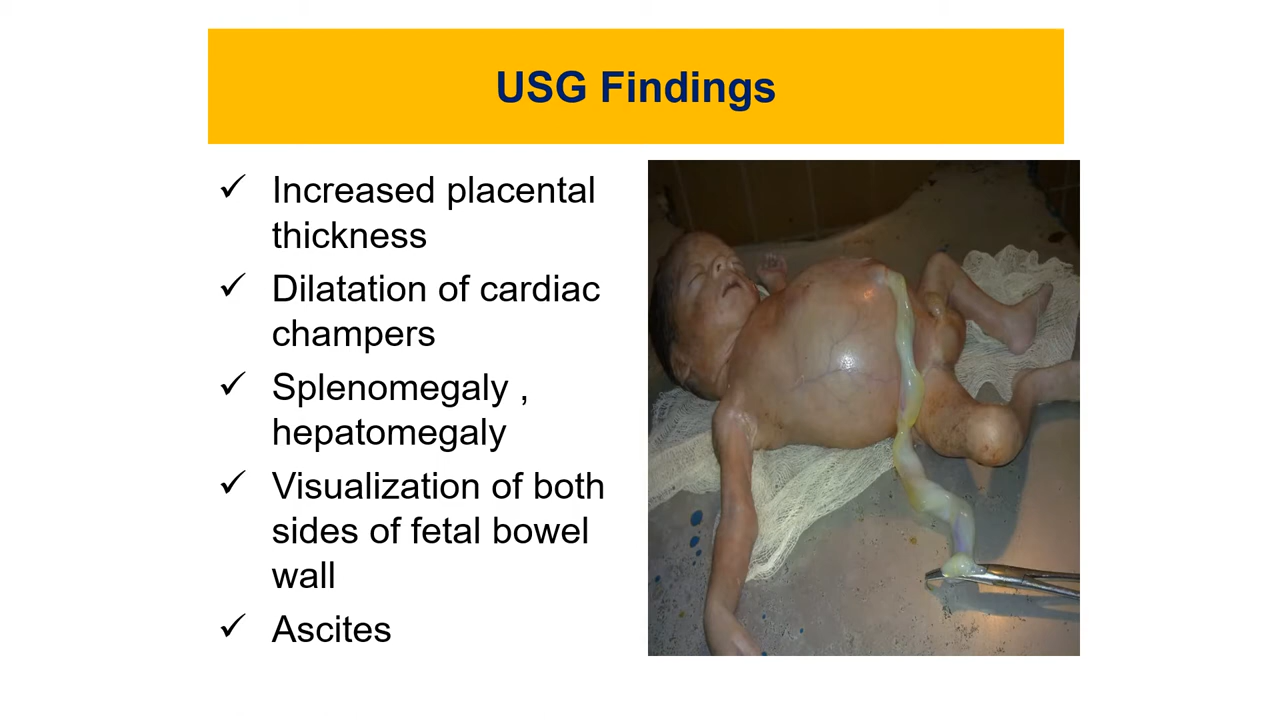 USG Findings
✓ Increased placental
thickness
✓ Dilatation of cardiac
champers
✓ Splenomegaly ,
hepatomegaly
✓ Visualization of both
sides of fetal bowel
wall
✓ Ascites